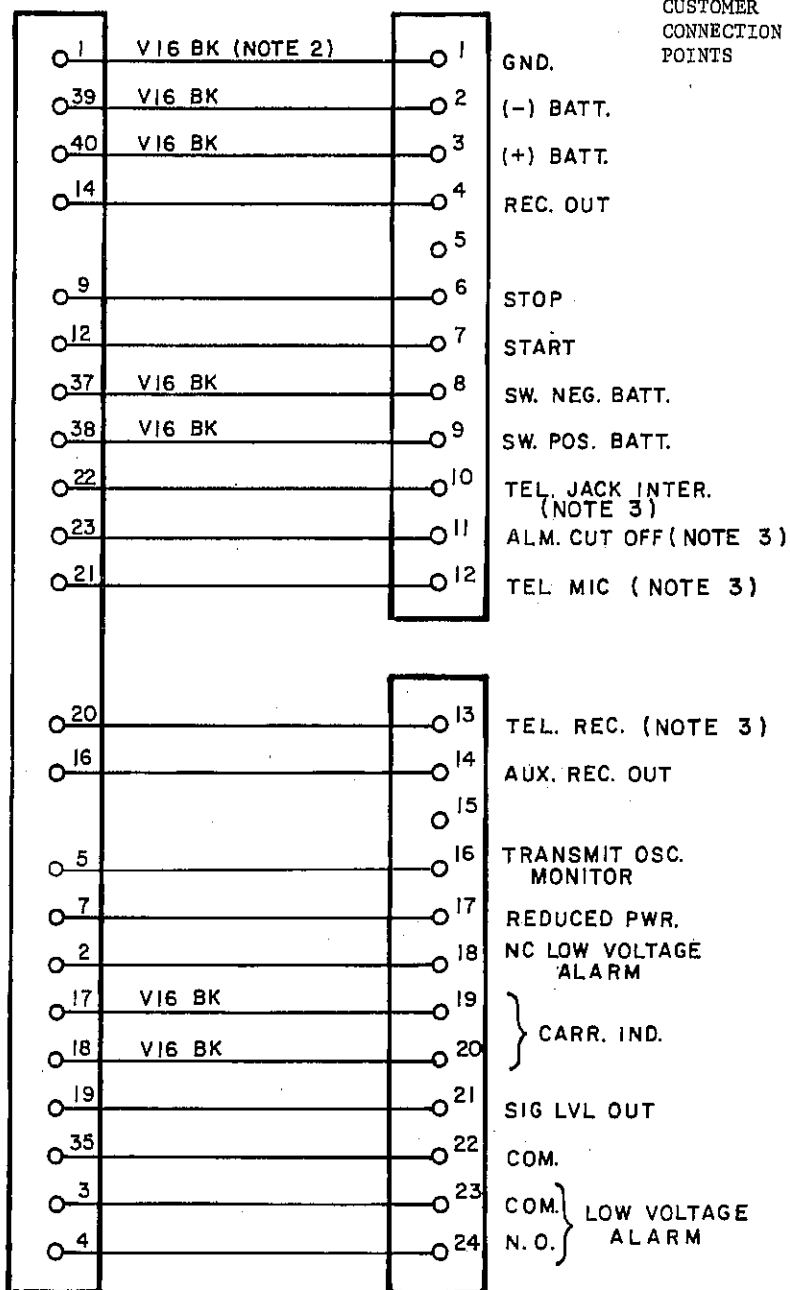 CUSTOMER
CONNECTION
POINTS
1 V16 BK (NOTE 2) 1 GND.
39 V16 BK 2 (-) BATT.
40 V16 BK 3 (+) BATT.
14 4 REC. OUT
5
9 6 STOP
12 7 START
37 V16 BK 8 SW. NEG. BATT.
38 V16 BK 9 SW. POS. BATT.
22 10 TEL. JACK INTER.
(NOTE 3)
23 11 ALM. CUT OFF (NOTE 3)
21 12 TEL MIC (NOTE 3)
20 13 TEL. REC. (NOTE 3)
16 14 AUX. REC. OUT
15
5 16 TRANSMIT OSC.
MONITOR
7 17 REDUCED PWR.
2 18 NC LOW VOLTAGE
ALARM
17 V16 BK 19
CARR. IND.
18 V16 BK 20
19 21 SIG LVL OUT
35 22 COM.
3 23 COM.
LOW VOLTAGE
ALARM
4 24 N.O.